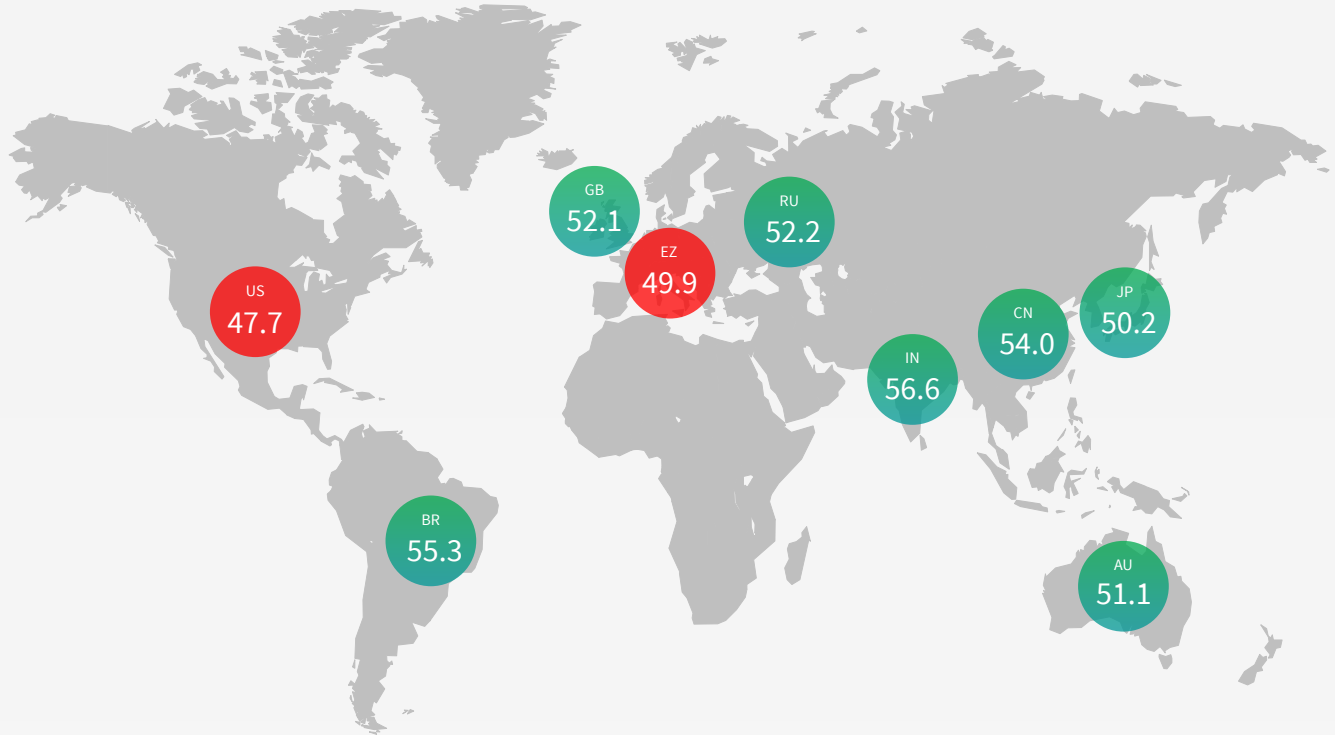 GB
52.1
RU
52.2
EZ
49.9
US
47.7
JP
50.2
CN
54.0
IN
56.6
BR
55.3
AU
51.1